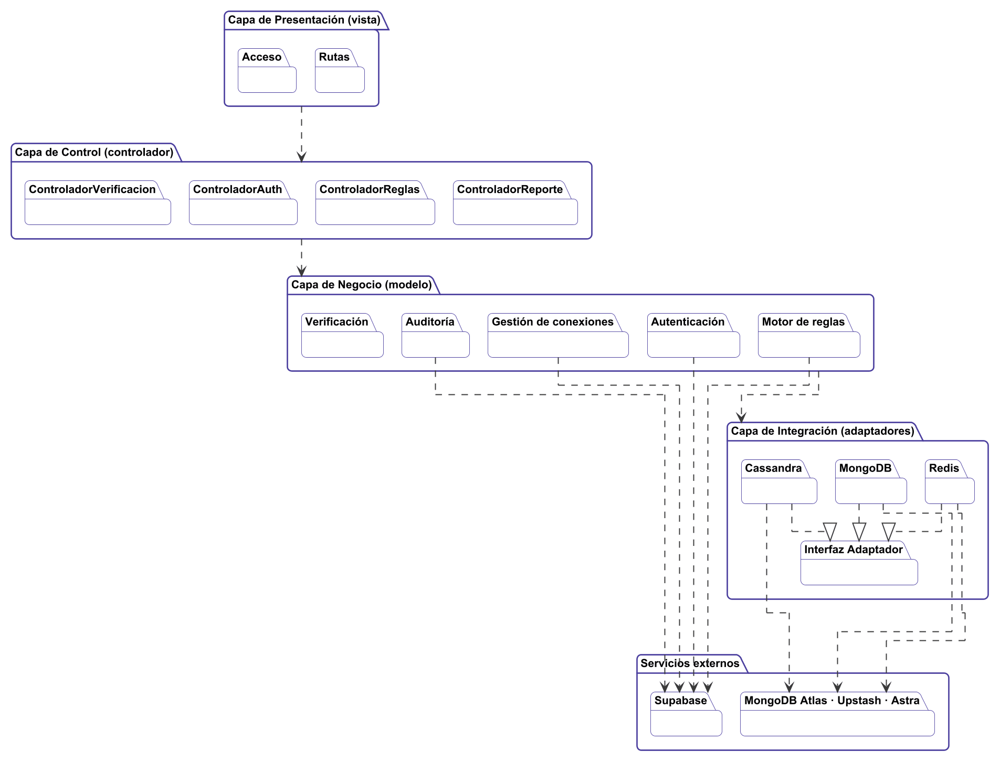 Capa de Presentación (vista)
Acceso
Rutas
Capa de Control (controlador)
ControladorVerificacion
ControladorAuth
ControladorReglas
ControladorReporte
Capa de Negocio (modelo)
Verificación
Auditoría
Gestión de conexiones
Autenticación
Motor de reglas
Capa de Integración (adaptadores)
Cassandra
MongoDB
Redis
Interfaz Adaptador
Servicios externos
Supabase
MongoDB Atlas · Upstash · Astra